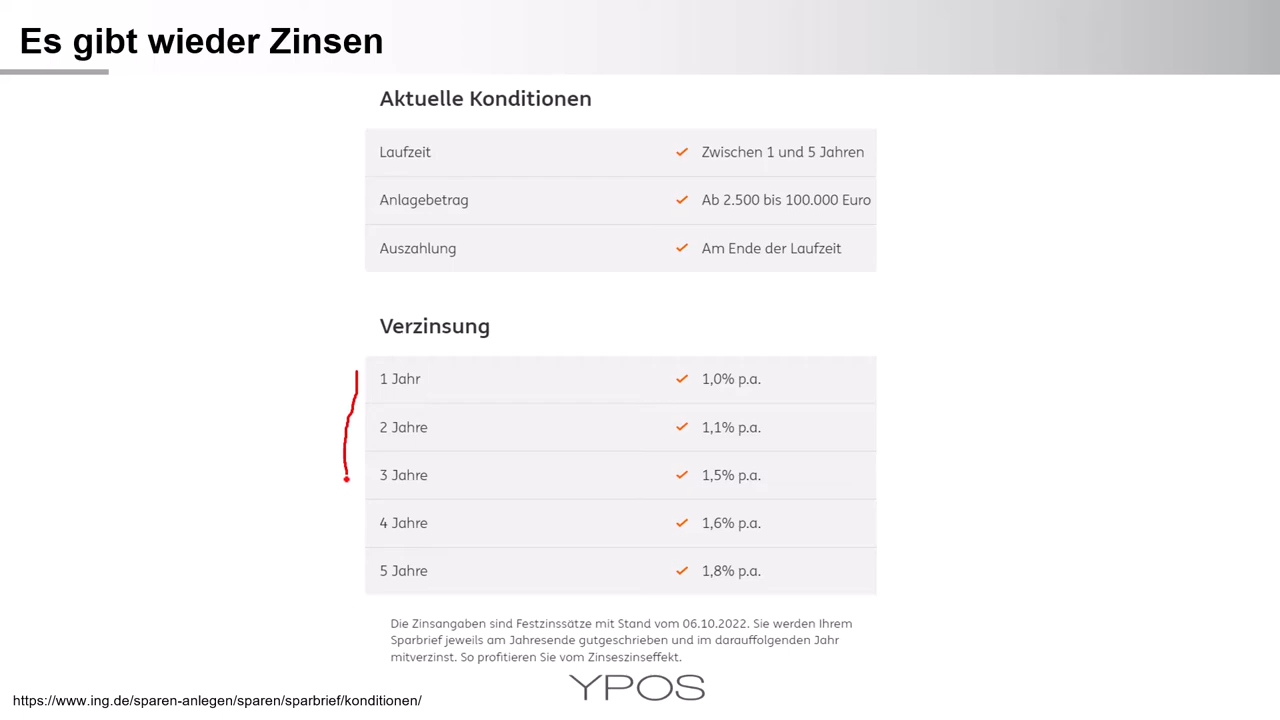 Es gibt wieder Zinsen
Aktuelle Konditionen
Laufzeit Zwischen 1 und 5 Jahren
Anlagebetrag Ab 2.500 bis 100.000 Euro
Auszahlung Am Ende der Laufzeit
Verzinsung
1 Jahr 1,0% p.a.
2 Jahre 1,1% p.a.
3 Jahre 1,5% p.a.
4 Jahre 1,6% p.a.
5 Jahre 1,8% p.a.
Die Zinsangaben sind Festzinssätze mit Stand vom 06.10.2022. Sie werden Ihrem
Sparbrief jeweils am Jahresende gutgeschrieben und im darauffolgenden Jahr
mitverzinst. So profitieren Sie vom Zinseszinseffekt.
YPOS
https://www.ing.de/sparen-anlegen/sparen/sparbrief/konditionen/